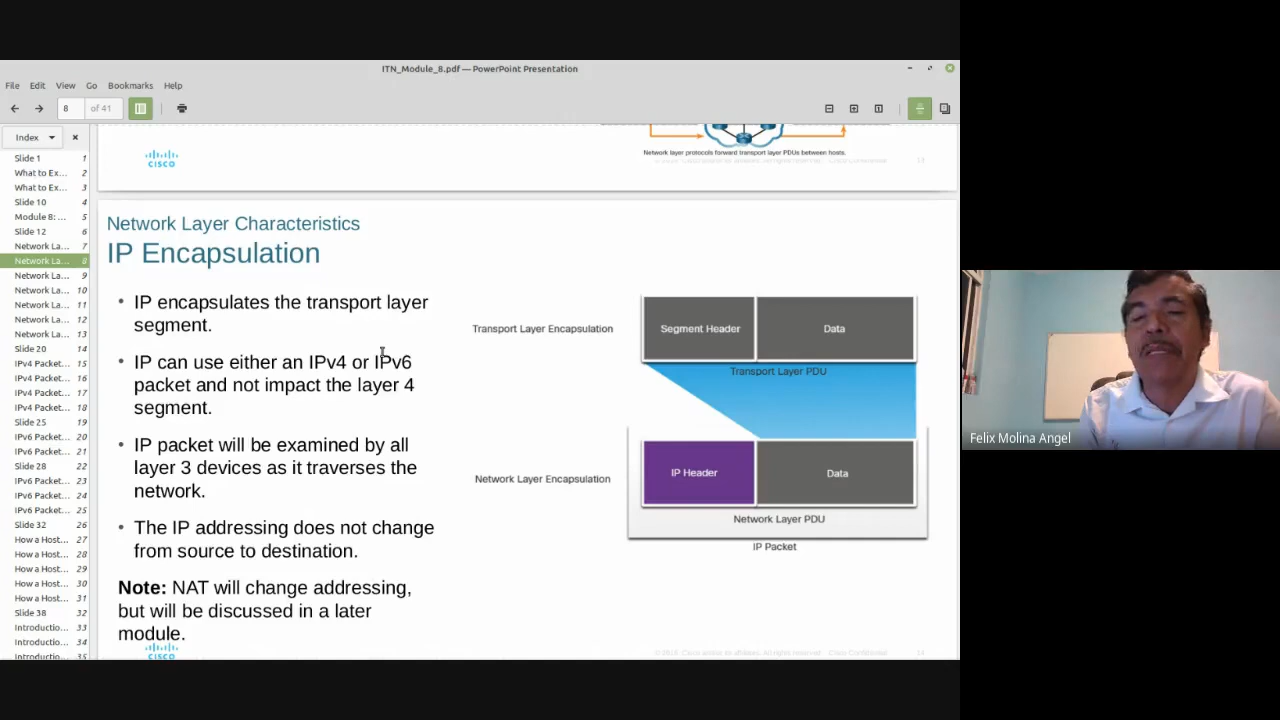 ITN_Module_8.pdf — PowerPoint Presentation
File Edit View Go Bookmarks Help
8 of 41
Index
Slide 1 1
What to Ex... 2
What to Ex... 3
Slide 10 4
Module 8: ... 5
Slide 12 6
Network La... 7
Network La... 8
Network La... 9
Network La... 10
Network La... 11
Network La... 12
Network La... 13
Slide 20 14
IPv4 Packet... 15
IPv4 Packet... 16
IPv4 Packet... 17
IPv4 Packet... 18
Slide 25 19
IPv6 Packet... 20
IPv6 Packet... 21
Slide 28 22
IPv6 Packet... 23
IPv6 Packet... 24
IPv6 Packet... 25
Slide 32 26
How a Host... 27
How a Host... 28
How a Host... 29
How a Host... 30
How a Host... 31
Slide 38 32
Introductio... 33
Introductio... 34
Introductio... 35
Network layer protocols forward transport layer PDUs between hosts.
CISCO
13
Network Layer Characteristics
IP Encapsulation
• IP encapsulates the transport layer
segment.
• IP can use either an IPv4 or IPv6
packet and not impact the layer 4
segment.
• IP packet will be examined by all
layer 3 devices as it traverses the
network.
• The IP addressing does not change
from source to destination.
Note: NAT will change addressing,
but will be discussed in a later
module.
Transport Layer Encapsulation
Segment Header
Data
Transport Layer PDU
Network Layer Encapsulation
IP Header
Data
Network Layer PDU
IP Packet
CISCO
14
Felix Molina Angel